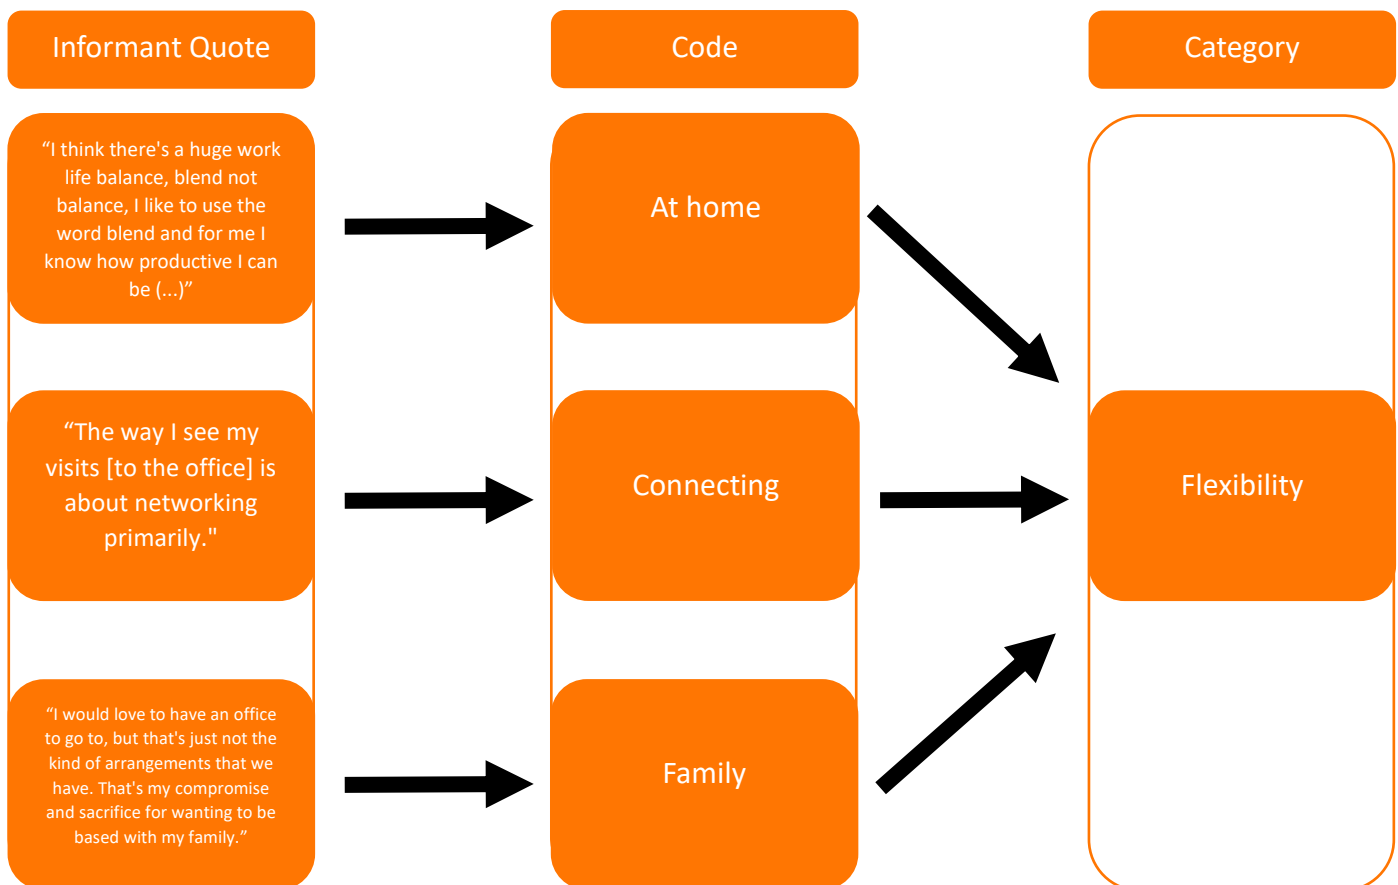 Informant Quote
Code
Category
“I think there's a huge work
life balance, blend not
balance, I like to use the
word blend and for me I
know how productive I can
be (...)”
At home
“The way I see my
visits [to the office] is
about networking
primarily."
Connecting
Flexibility
“I would love to have an office
to go to, but that's just not the
kind of arrangements that we
have. That's my compromise
and sacrifice for wanting to be
based with my family.”
Family